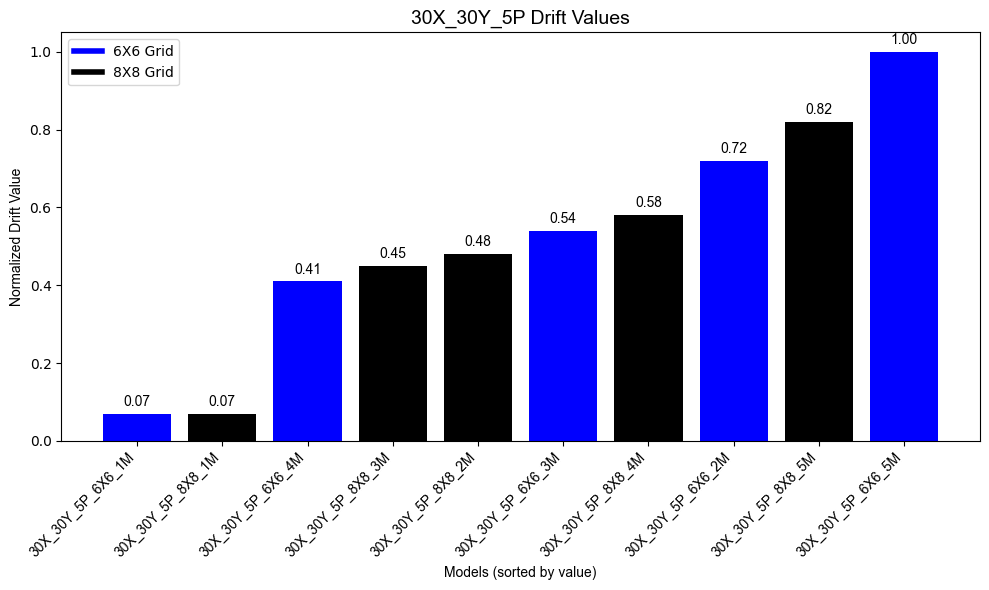 30X_30Y_5P Drift Values
6X6 Grid
8X8 Grid
Normalized Drift Value
1.0
0.8
0.6
0.4
0.2
0.0
0.07
0.07
0.41
0.45
0.48
0.54
0.58
0.72
0.82
1.00
30X_30Y_5P_6X6_1M
30X_30Y_5P_8X8_1M
30X_30Y_5P_6X6_4M
30X_30Y_5P_8X8_3M
30X_30Y_5P_8X8_2M
30X_30Y_5P_6X6_3M
30X_30Y_5P_8X8_4M
30X_30Y_5P_6X6_2M
30X_30Y_5P_8X8_5M
30X_30Y_5P_6X6_5M
Models (sorted by value)